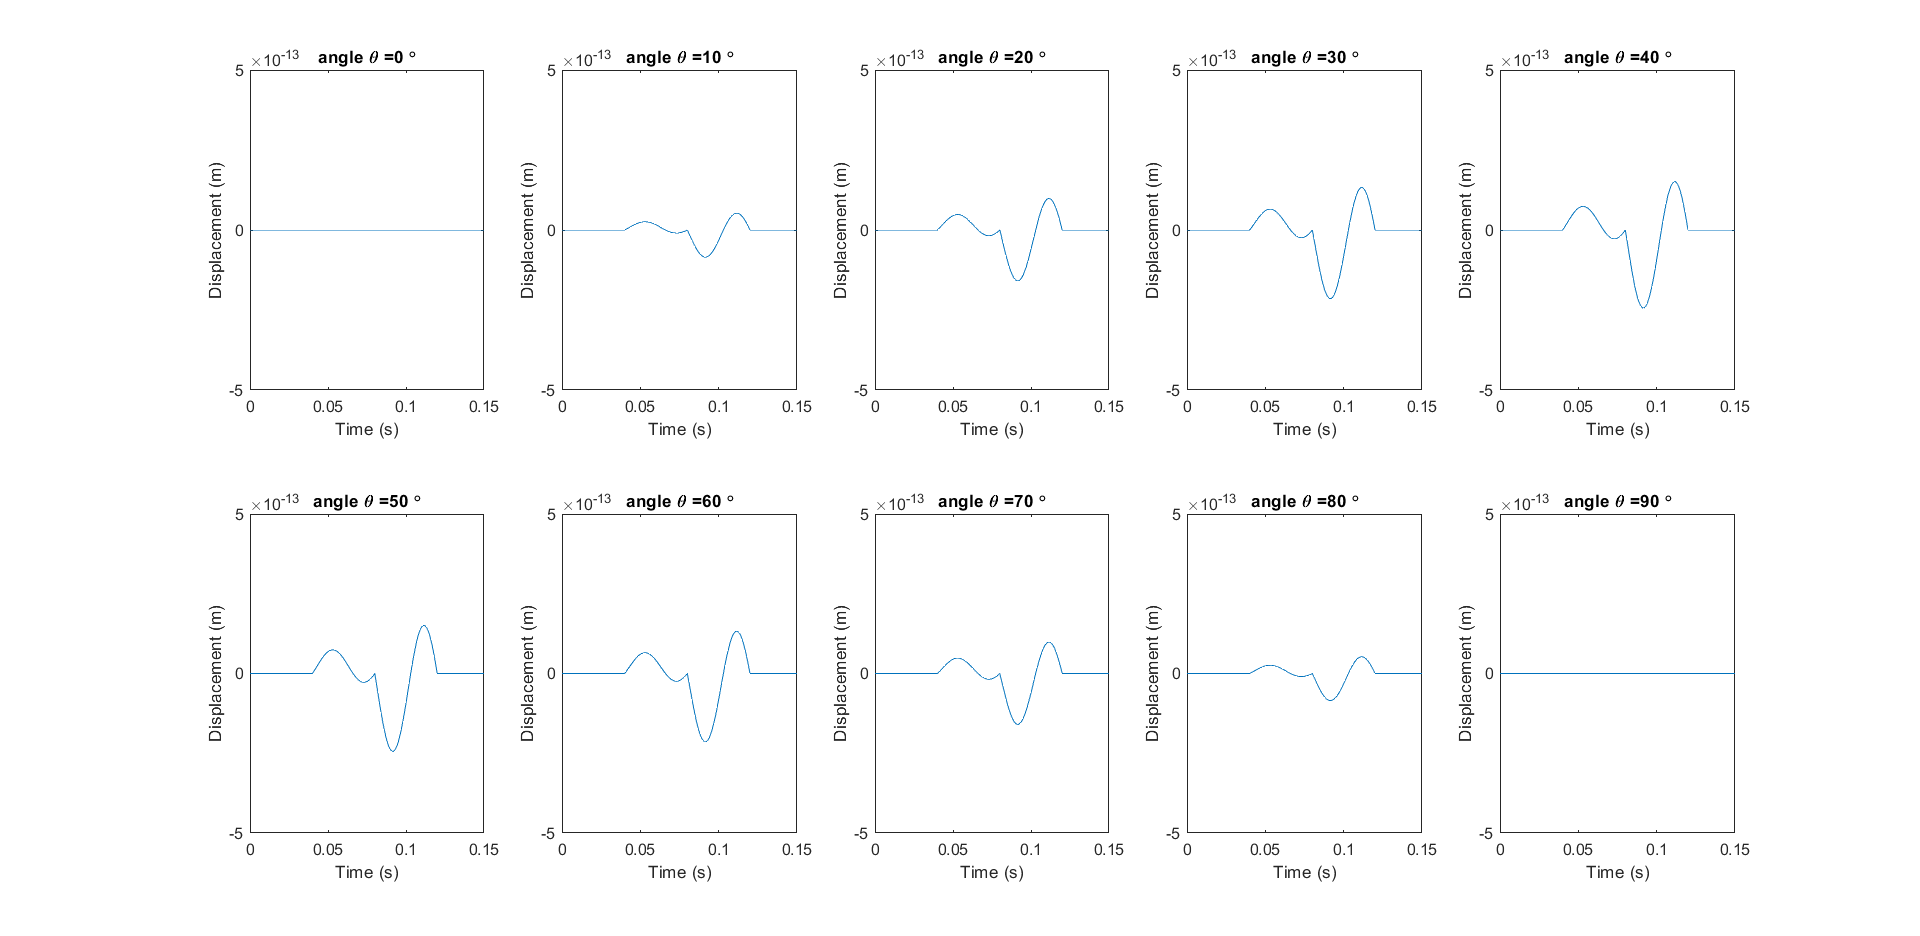 ×10-13 angle θ =0 °
5
0
-5
Displacement (m)
0 0.05 0.1 0.15
Time (s)
×10-13 angle θ =10 °
5
0
-5
Displacement (m)
0 0.05 0.1 0.15
Time (s)
×10-13 angle θ =20 °
5
0
-5
Displacement (m)
0 0.05 0.1 0.15
Time (s)
×10-13 angle θ =30 °
5
0
-5
Displacement (m)
0 0.05 0.1 0.15
Time (s)
×10-13 angle θ =40 °
5
0
-5
Displacement (m)
0 0.05 0.1 0.15
Time (s)
×10-13 angle θ =50 °
5
0
-5
Displacement (m)
0 0.05 0.1 0.15
Time (s)
×10-13 angle θ =60 °
5
0
-5
Displacement (m)
0 0.05 0.1 0.15
Time (s)
×10-13 angle θ =70 °
5
0
-5
Displacement (m)
0 0.05 0.1 0.15
Time (s)
×10-13 angle θ =80 °
5
0
-5
Displacement (m)
0 0.05 0.1 0.15
Time (s)
×10-13 angle θ =90 °
5
0
-5
Displacement (m)
0 0.05 0.1 0.15
Time (s)